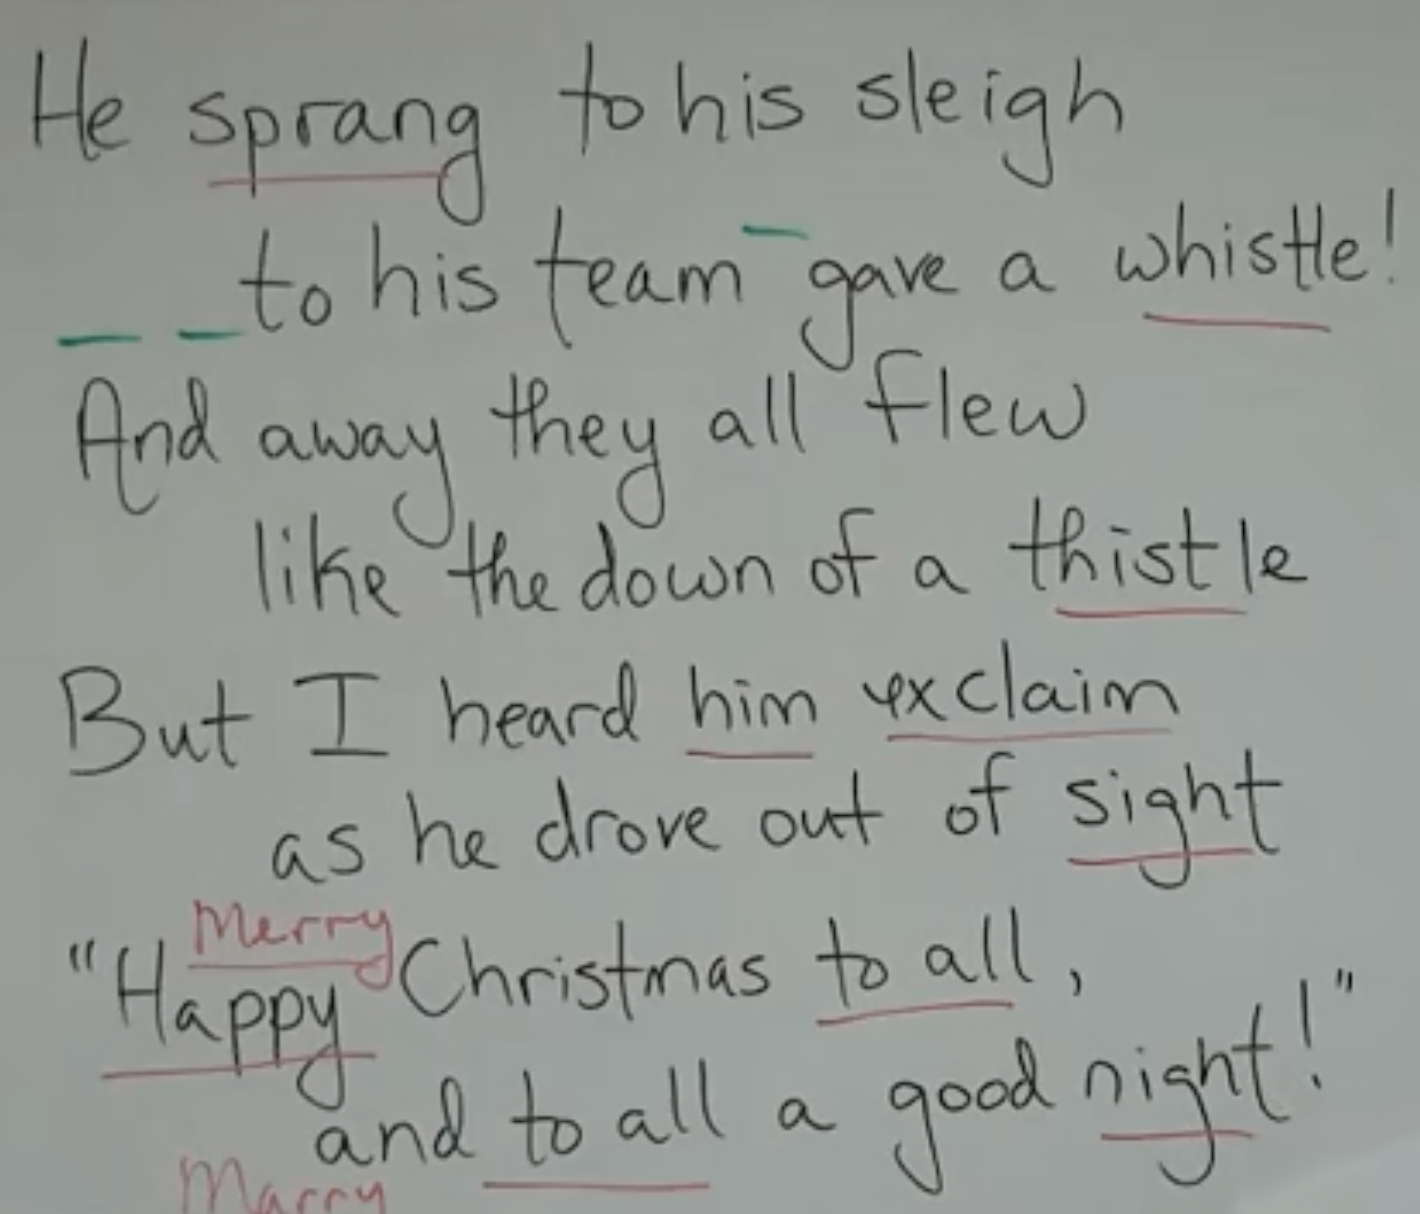 He sprang to his sleigh
to his team gave a whistle!
And away they all flew
like the down of a thistle
But I heard him exclaim
as he drove out of sight
Merry
"Happy Christmas to all,
and to all a good night!"
Marry